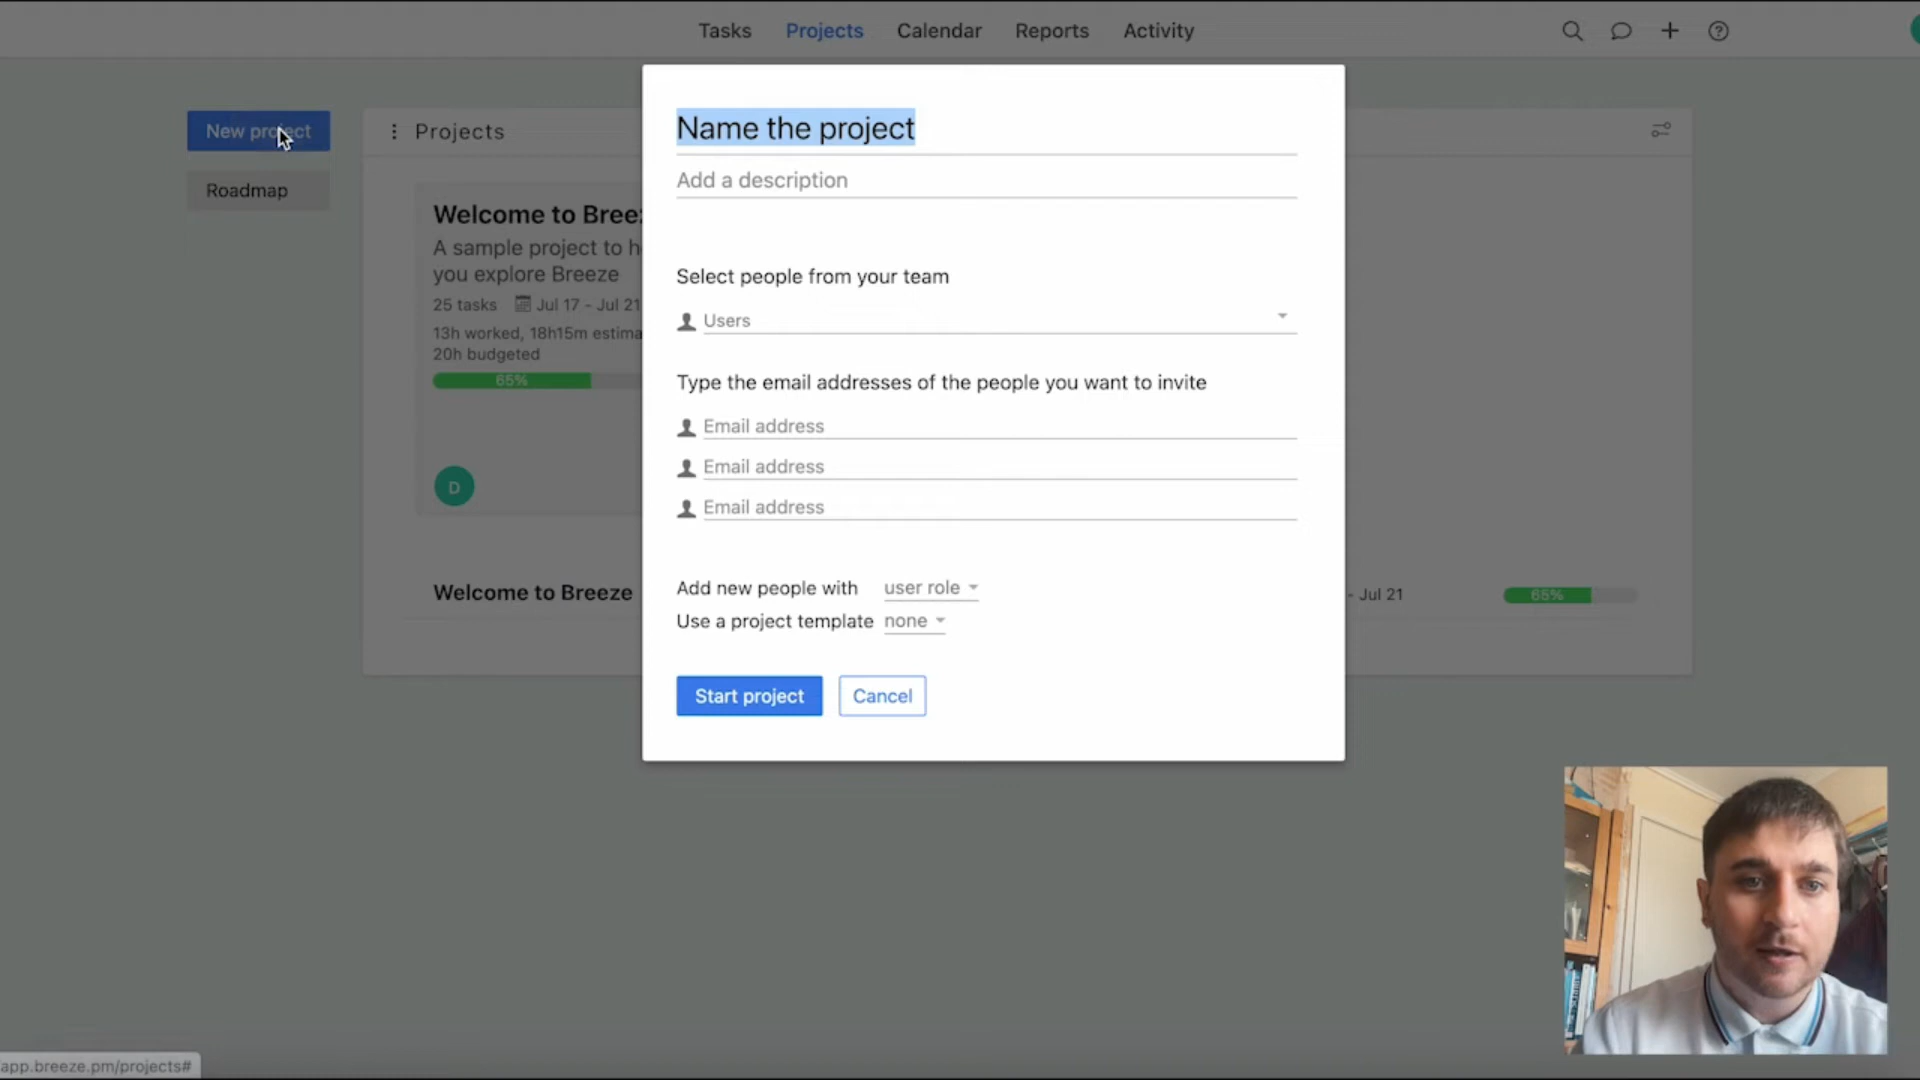 Tasks Projects Calendar Reports Activity
New project
Roadmap
Projects
Welcome to Bree
A sample project to h
you explore Breeze
25 tasks Jul 17 - Jul 21
13h worked, 18h15m estima
20h budgeted
65%
D
Welcome to Breeze
- Jul 21
65%
Name the project
Add a description
Select people from your team
Users
Type the email addresses of the people you want to invite
Email address
Email address
Email address
Add new people with user role
Use a project template none
Start project Cancel
app.breeze.pm/projects#